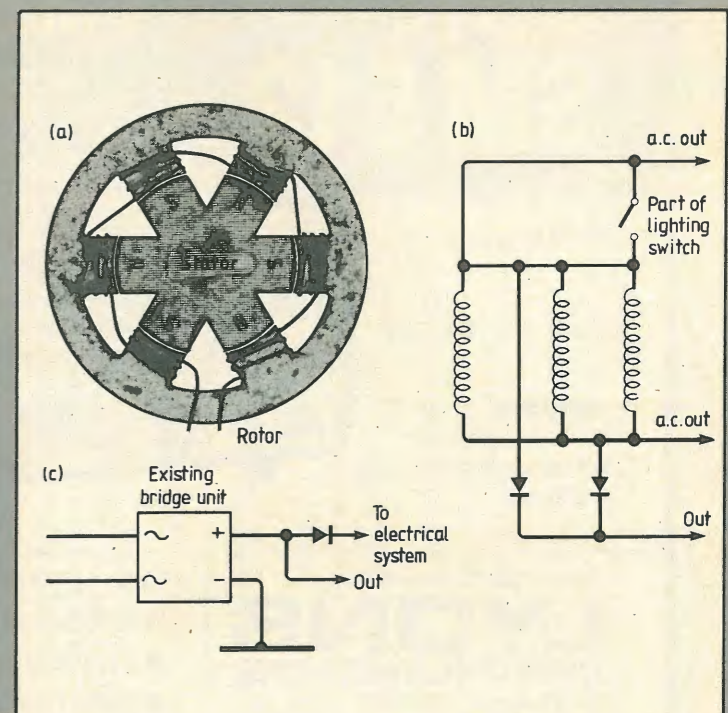 (a)
Stator
Rotor
(b)
a.c. out
Part of
lighting
switch
a.c.out
Out
(c)
Existing
bridge unit
~
+
~
−
To
electrical
system
Out